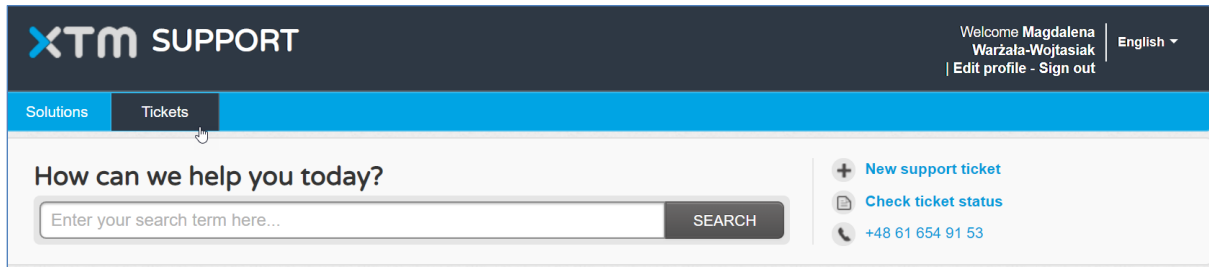 XTM SUPPORT
Welcome Magdalena
Warżała-Wojtasiak
| Edit profile - Sign out
English
Solutions
Tickets
How can we help you today?
Enter your search term here...
SEARCH
New support ticket
Check ticket status
+48 61 654 91 53